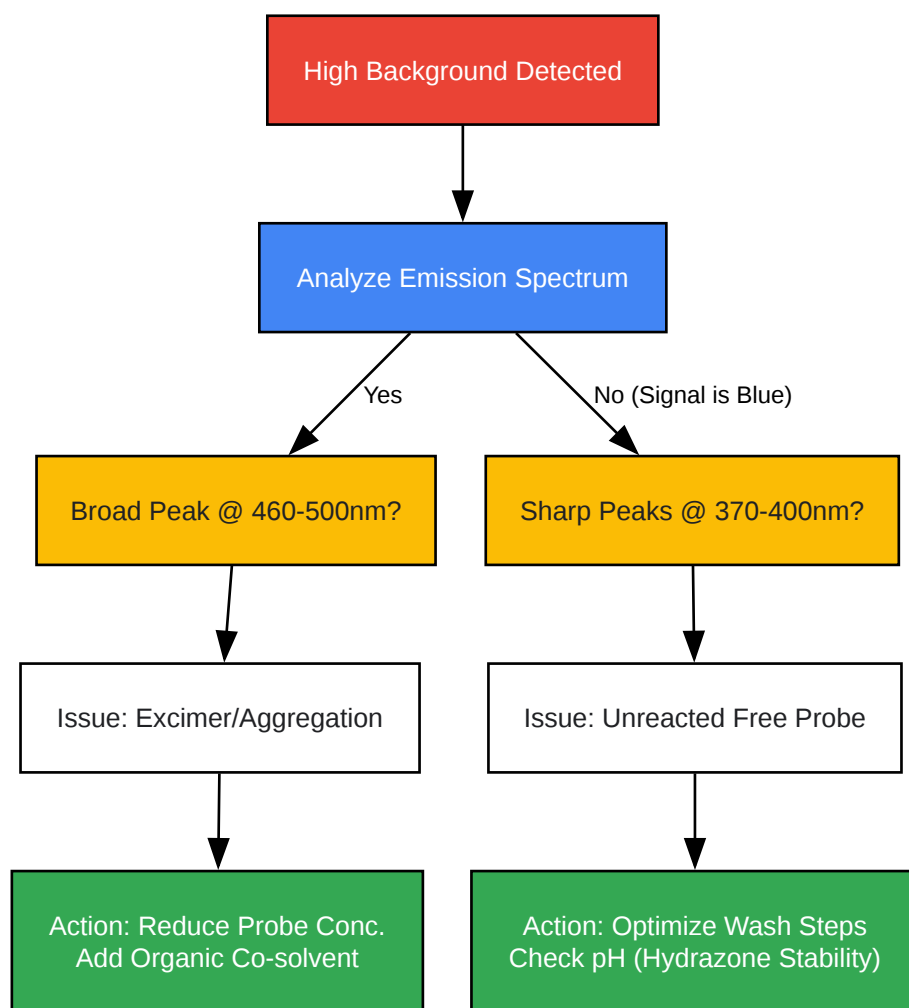 High Background Detected
Analyze Emission Spectrum
Yes
No (Signal is Blue)
Broad Peak @ 460-500nm?
Sharp Peaks @ 370-400nm?
Issue: Excimer/Aggregation
Issue: Unreacted Free Probe
Action: Reduce Probe Conc.
Add Organic Co-solvent
Action: Optimize Wash Steps
Check pH (Hydrazone Stability)